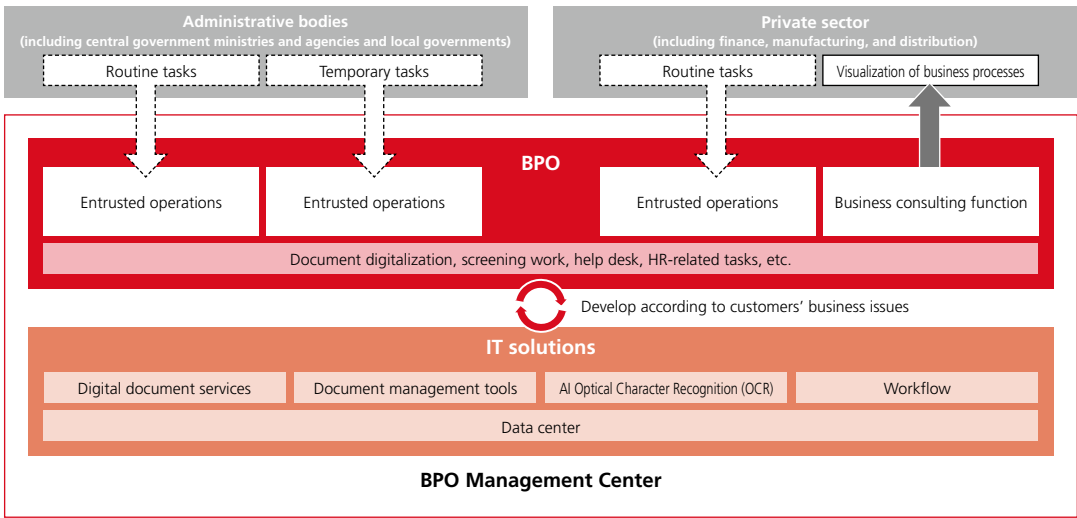 Administrative bodies
(including central government ministries and agencies and local governments)
Routine tasks
Temporary tasks
Private sector
(including finance, manufacturing, and distribution)
Routine tasks
Visualization of business processes
BPO
Entrusted operations
Entrusted operations
Entrusted operations
Business consulting function
Document digitalization, screening work, help desk, HR-related tasks, etc.
Develop according to customers’ business issues
IT solutions
Digital document services
Document management tools
AI Optical Character Recognition (OCR)
Workflow
Data center
BPO Management Center